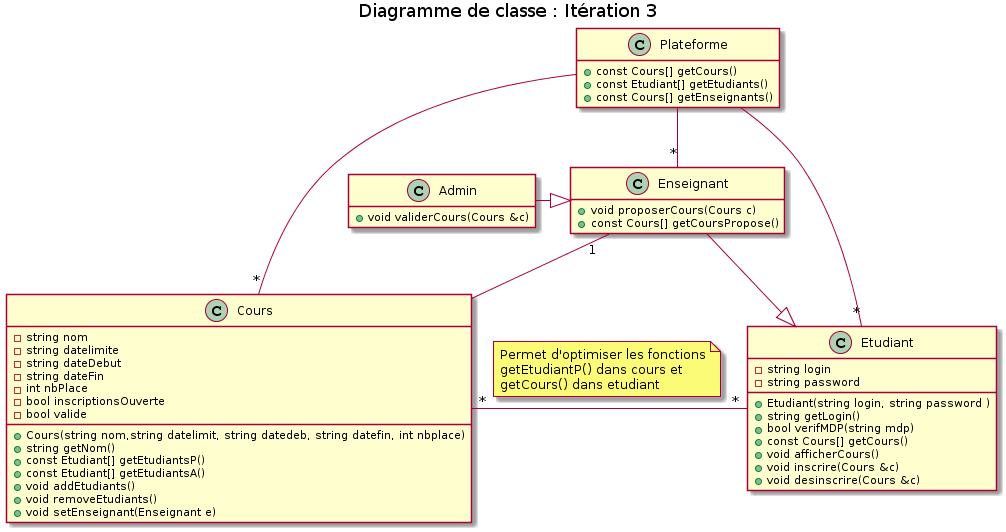 Diagramme de classe : Itération 3
C Plateforme
const Cours[] getCours()
const Etudiant[] getEtudiants()
const Cours[] getEnseignants()
*
C Admin
void validerCours(Cours &c)
C Enseignant
void proposerCours(Cours c)
const Cours[] getCoursPropose()
1
*
*
C Cours
string nom
string datelimite
string dateDebut
string dateFin
int nbPlace
bool inscriptionsOuverte
bool valide
Cours(string nom,string datelimit, string datedeb, string datefin, int nbplace)
string getNom()
const Etudiant[] getEtudiantsP()
const Etudiant[] getEtudiantsA()
void addEtudiants()
void removeEtudiants()
void setEnseignant(Enseignant e)
Permet d'optimiser les fonctions
getEtudiantP() dans cours et
getCours() dans etudiant
* *
C Etudiant
string login
string password
Etudiant(string login, string password )
string getLogin()
bool verifMDP(string mdp)
const Cours[] getCours()
void afficherCours()
void inscrire(Cours &c)
void desinscrire(Cours &c)